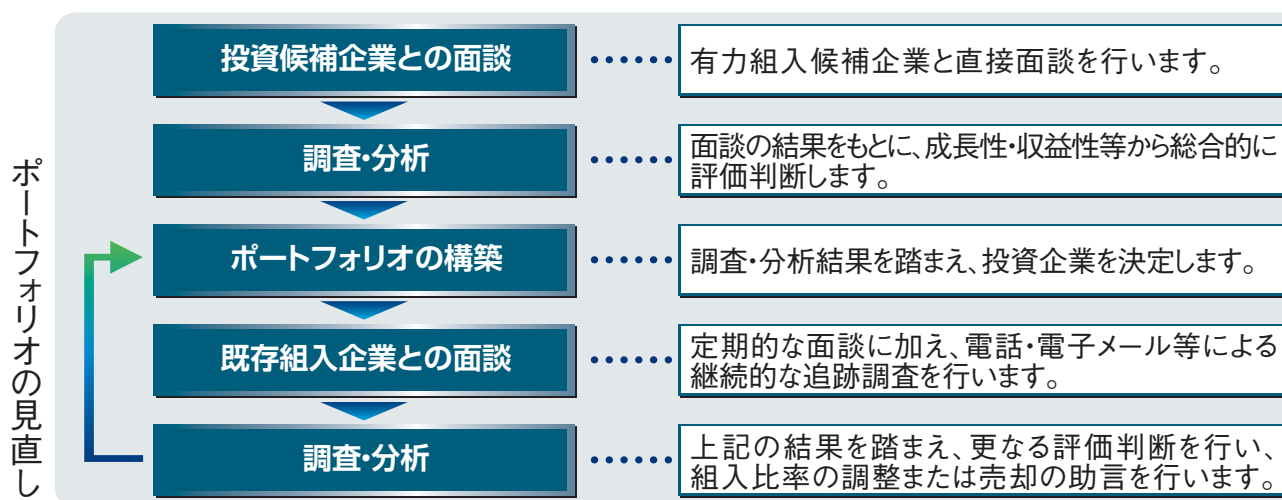 ポートフォリオの見直し
投資候補企業との面談
有力組入候補企業と直接面談を行います。
調査・分析
面談の結果をもとに、成長性・収益性等から総合的に
評価判断します。
ポートフォリオの構築
調査・分析結果を踏まえ、投資企業を決定します。
既存組入企業との面談
定期的な面談に加え、電話・電子メール等による
継続的な追跡調査を行います。
調査・分析
上記の結果を踏まえ、更なる評価判断を行い、
組入比率の調整または売却の助言を行います。